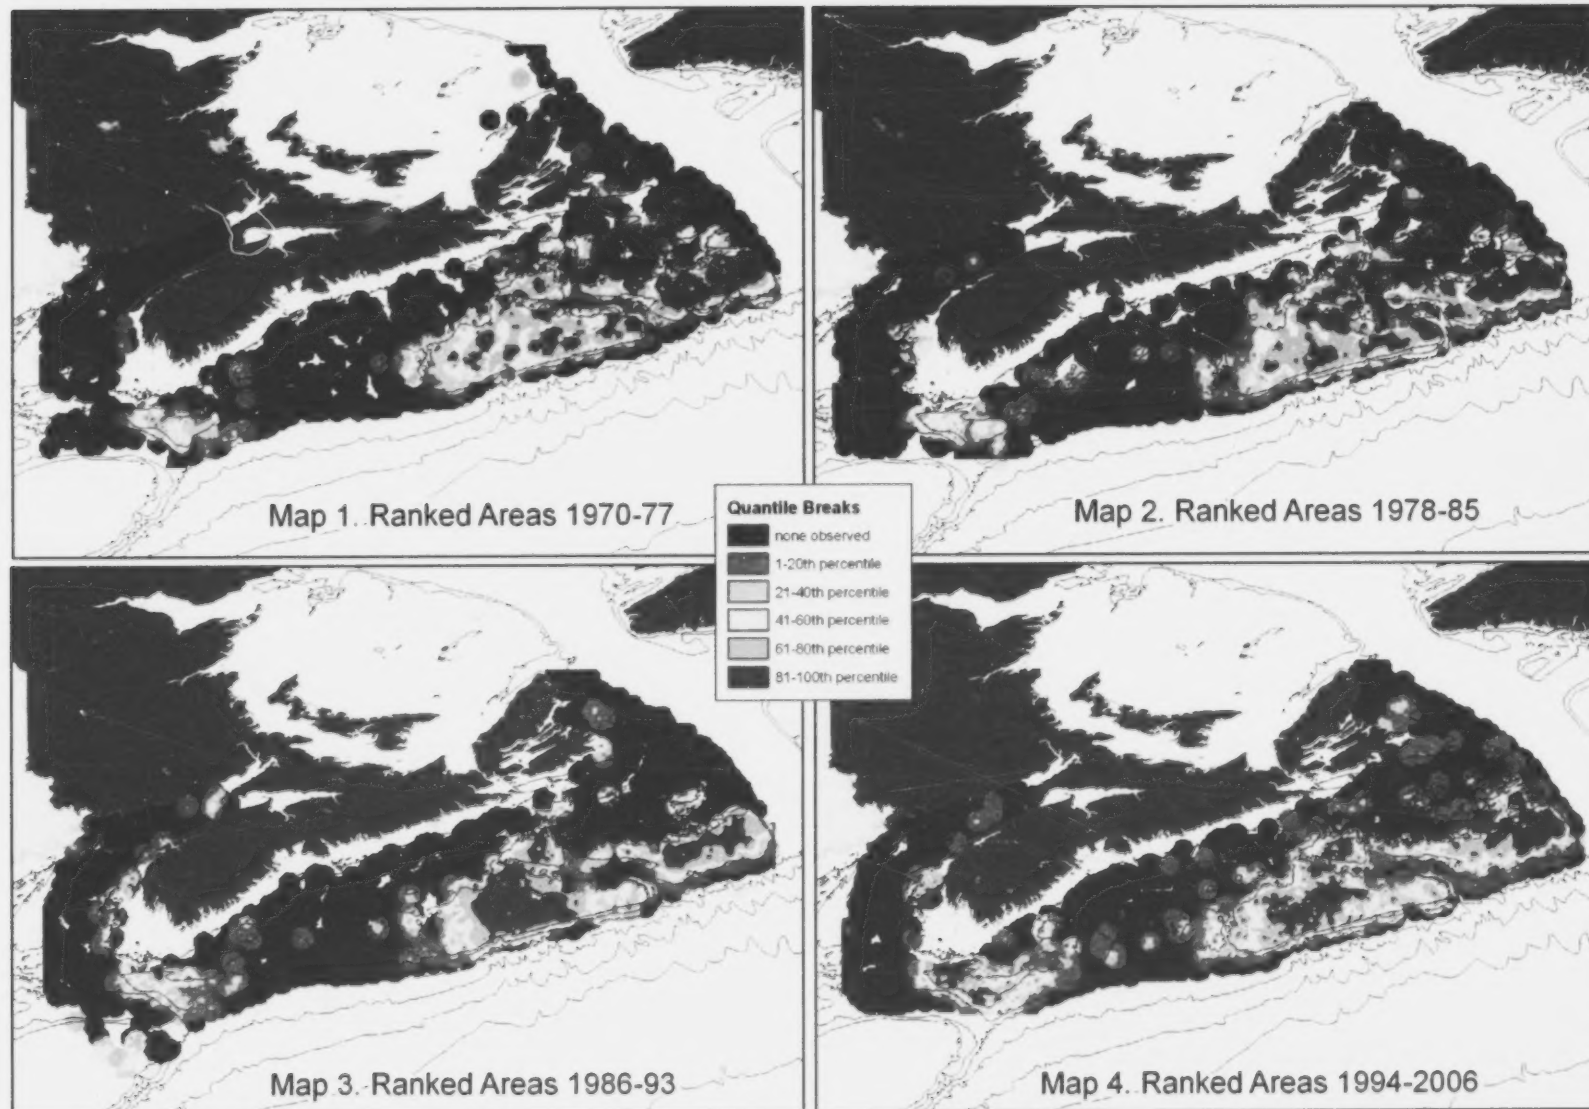 Map 1. Ranked Areas 1970-77
Map 2. Ranked Areas 1978-85
Quantile Breaks
none observed
1-20th percentile
21-40th percentile
41-60th percentile
61-80th percentile
81-100th percentile
Map 3. Ranked Areas 1986-93
Map 4. Ranked Areas 1994-2006